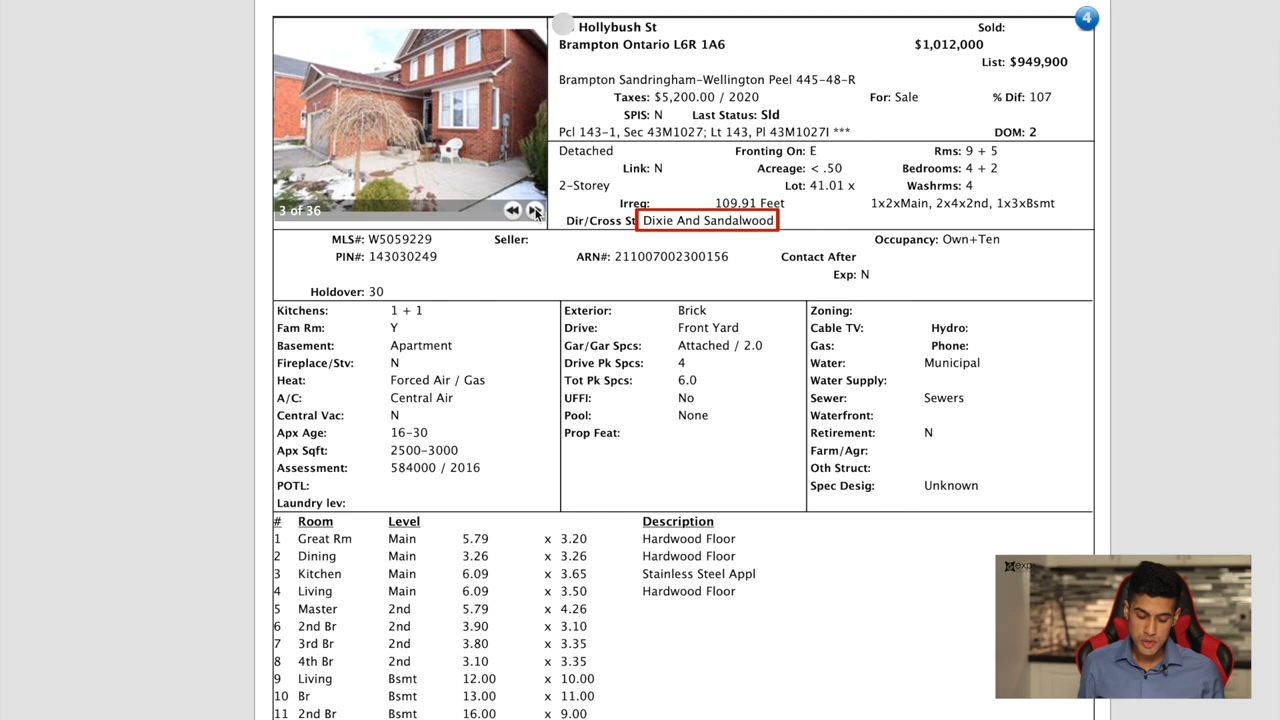 4
Hollybush St
Sold:
Brampton Ontario L6R 1A6
$1,012,000
List: $949,900
Brampton Sandringham-Wellington Peel 445-48-R
Taxes: $5,200.00 / 2020 For: Sale % Dif: 107
SPIS: N Last Status: Sld
Pcl 143-1, Sec 43M1027; Lt 143, Pl 43M1027I *** DOM: 2
Detached Fronting On: E Rms: 9 + 5
Link: N Acreage: < .50 Bedrooms: 4 + 2
2-Storey Lot: 41.01 x Washrms: 4
Irreg: 109.91 Feet 1x2xMain, 2x4x2nd, 1x3xBsmt
3 of 36
Dir/Cross St Dixie And Sandalwood
MLS#: W5059229 Seller: Occupancy: Own+Ten
PIN#: 143030249 ARN#: 211007002300156 Contact After
Exp: N
Holdover: 30
Kitchens: 1 + 1 Exterior: Brick Zoning:
Fam Rm: Y Drive: Front Yard Cable TV: Hydro:
Basement: Apartment Gar/Gar Spcs: Attached / 2.0 Gas: Phone:
Fireplace/Stv: N Drive Pk Spcs: 4 Water: Municipal
Heat: Forced Air / Gas Tot Pk Spcs: 6.0 Water Supply:
A/C: Central Air UFFI: No Sewer: Sewers
Central Vac: N Pool: None Waterfront:
Apx Age: 16-30 Prop Feat: Retirement: N
Apx Sqft: 2500-3000 Farm/Agr:
Assessment: 584000 / 2016 Oth Struct:
POTL: Spec Desig: Unknown
Laundry lev:
# Room Level Description
1 Great Rm Main 5.79 x 3.20 Hardwood Floor
2 Dining Main 3.26 x 3.26 Hardwood Floor
3 Kitchen Main 6.09 x 3.65 Stainless Steel Appl
4 Living Main 6.09 x 3.50 Hardwood Floor
5 Master 2nd 5.79 x 4.26
6 2nd Br 2nd 3.90 x 3.10
7 3rd Br 2nd 3.80 x 3.35
8 4th Br 2nd 3.10 x 3.35
9 Living Bsmt 12.00 x 10.00
10 Br Bsmt 13.00 x 11.00
11 2nd Br Bsmt 16.00 x 9.00
exp